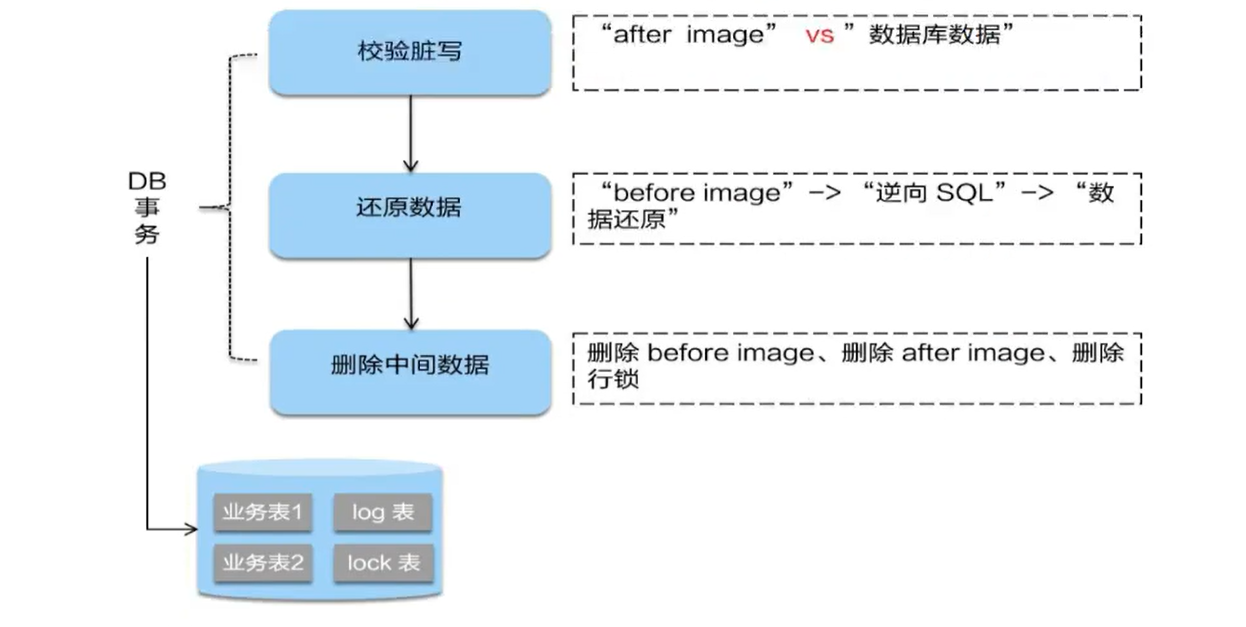 校验脏写
“after image” vs ”数据库数据”
DB
事
务
还原数据
“before image”–> “逆向 SQL”–> “数
据还原”
删除中间数据
删除 before image、删除 after image、删除
行锁
业务表1
log 表
业务表2
lock 表